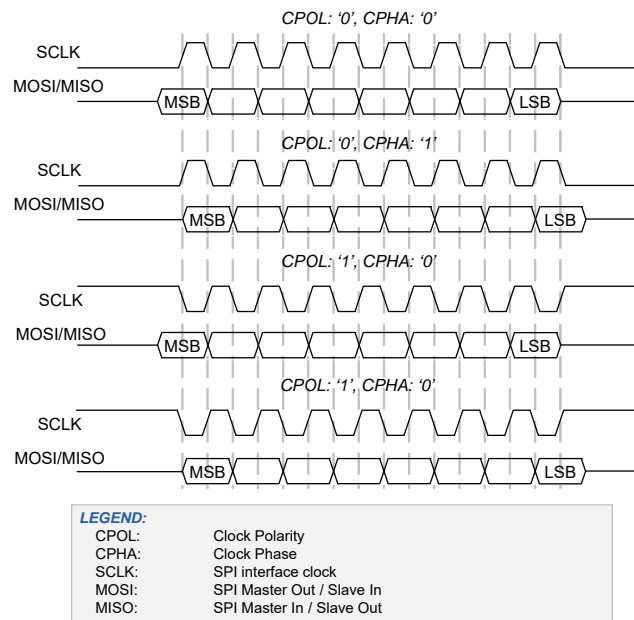 CPOL: ‘0’, CPHA: ‘0’
SCLK
MOSI/MISO
MSB LSB
CPOL: ‘0’, CPHA: ‘1’
SCLK
MOSI/MISO
MSB LSB
CPOL: ‘1’, CPHA: ‘0’
SCLK
MOSI/MISO
MSB LSB
CPOL: ‘1’, CPHA: ‘0’
SCLK
MOSI/MISO
MSB LSB
LEGEND:
CPOL: Clock Polarity
CPHA: Clock Phase
SCLK: SPI interface clock
MOSI: SPI Master Out / Slave In
MISO: SPI Master In / Slave Out